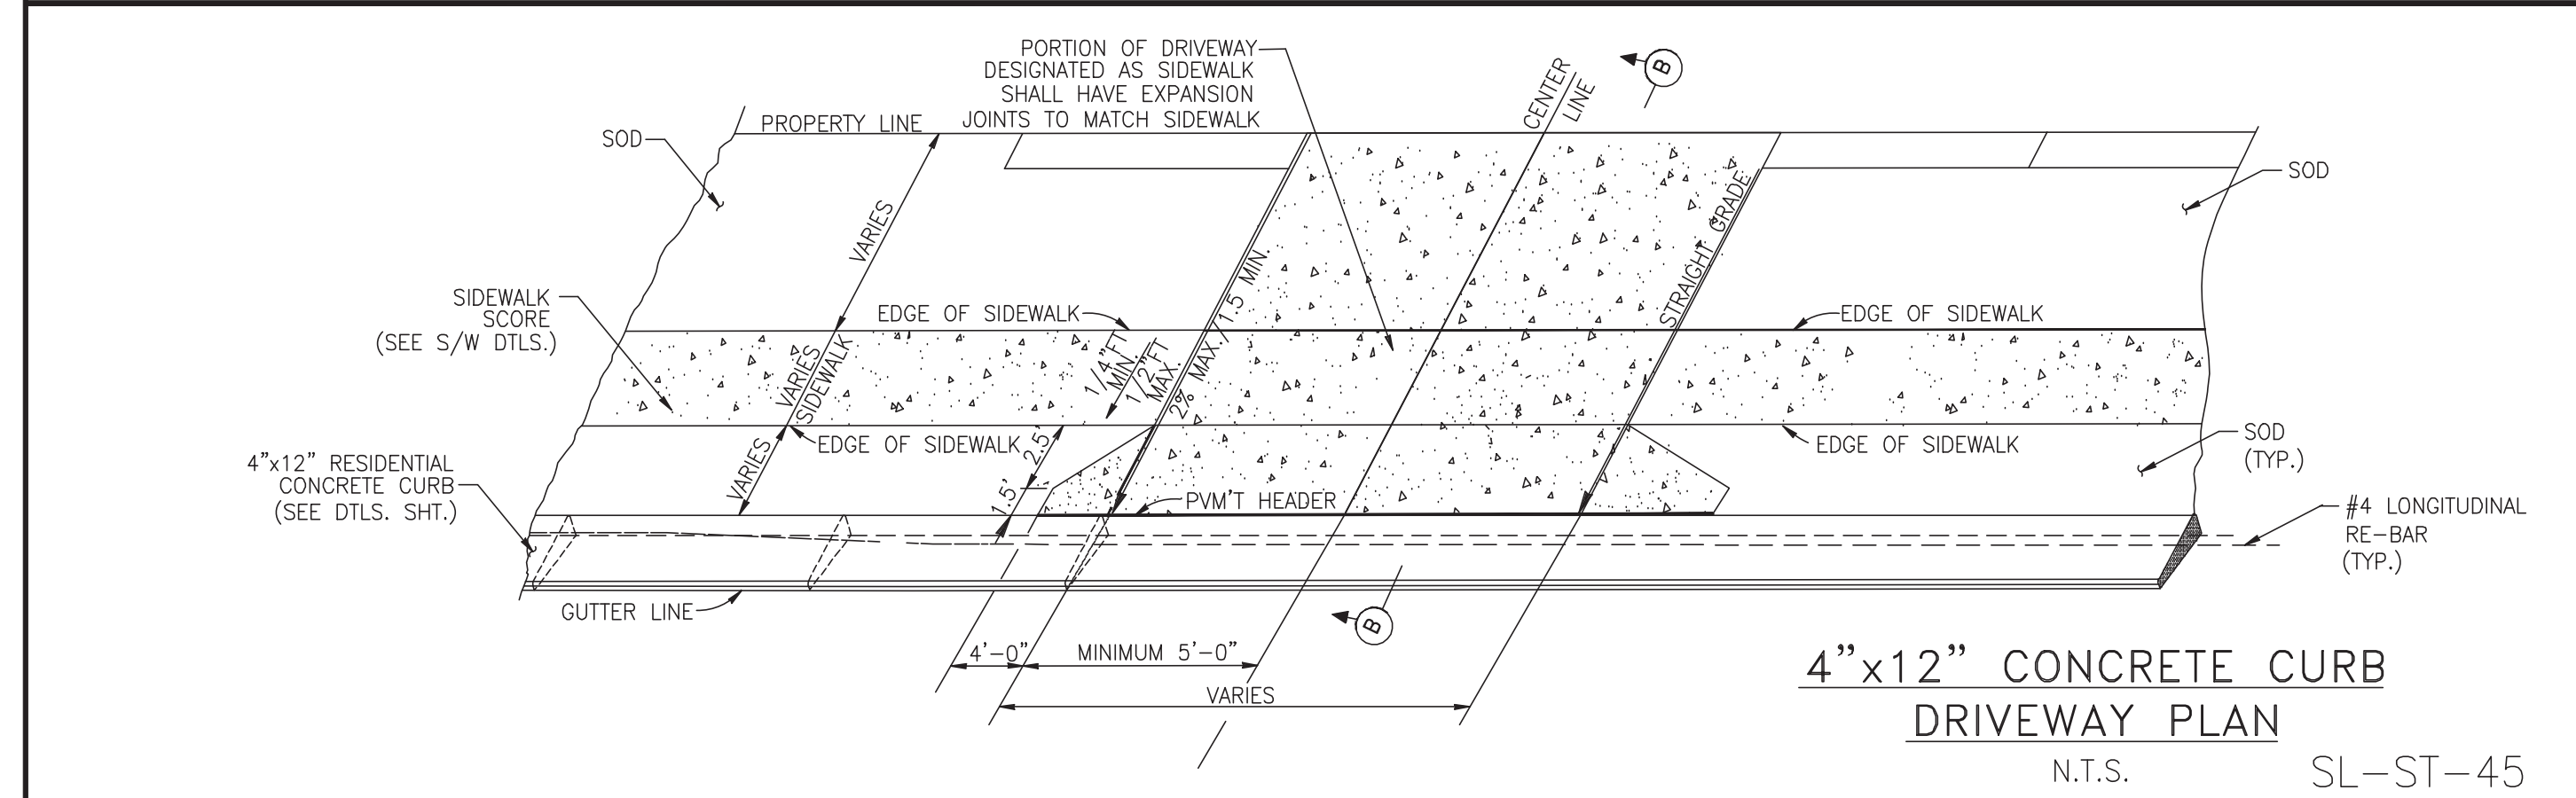 PORTION OF DRIVEWAY
DESIGNATED AS SIDEWALK
SHALL HAVE EXPANSION
JOINTS TO MATCH SIDEWALK
CENTER
LINE
B
PROPERTY LINE
SOD
SOD
VARIES
STRAIGHT GRADE
2% MAX./1.5 MIN.
SIDEWALK
SCORE
(SEE S/W DTLS.)
EDGE OF SIDEWALK
EDGE OF SIDEWALK
VARIES
SIDEWALK
1/4"FT
MIN.
1/2"FT
MAX.
EDGE OF SIDEWALK
EDGE OF SIDEWALK
SOD
(TYP.)
4"x12" RESIDENTIAL
CONCRETE CURB
(SEE DTLS. SHT.)
VARIES
2.5'
1.5'
PVM'T HEADER
#4 LONGITUDINAL
RE-BAR
(TYP.)
GUTTER LINE
B
4'-0"
MINIMUM 5'-0"
VARIES
4"x12" CONCRETE CURB
DRIVEWAY PLAN
N.T.S.
SL-ST-45